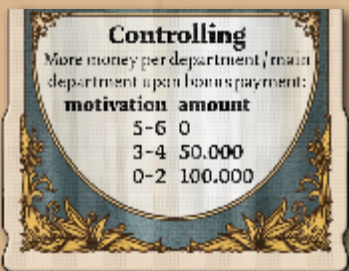 Controlling
More money per department/main
department upon bonus payment:
motivation amount
5-6 0
3-4 50.000
0-2 100.000